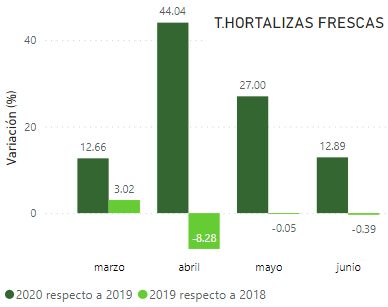 T.HORTALIZAS FRESCAS
Variación (%)
40
20
0
44.04
27.00
12.66
12.89
3.02
-8.28
-0.05
-0.39
marzo abril mayo junio
2020 respecto a 2019 2019 respecto a 2018